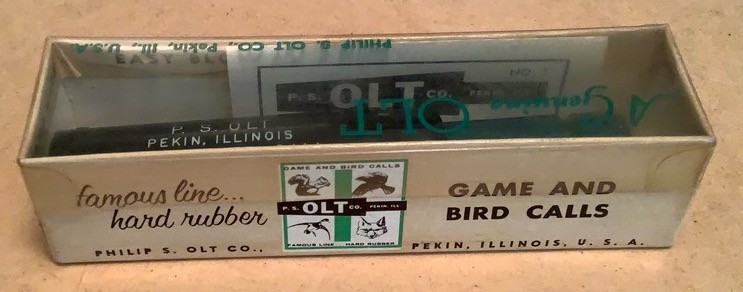 PHILIP S. OLT CO., Pekin, Ill., U.S.A.
EASY BLO
P.S. OLT CO.
A Genuine OLT
P. S. OLT
PEKIN, ILLINOIS
famous line...
hard rubber
GAME AND BIRD CALLS
P.S. OLT CO. PEKIN, ILL.
FAMOUS LINE HARD RUBBER
GAME AND
BIRD CALLS
PHILIP S. OLT CO., PEKIN, ILLINOIS, U. S. A.